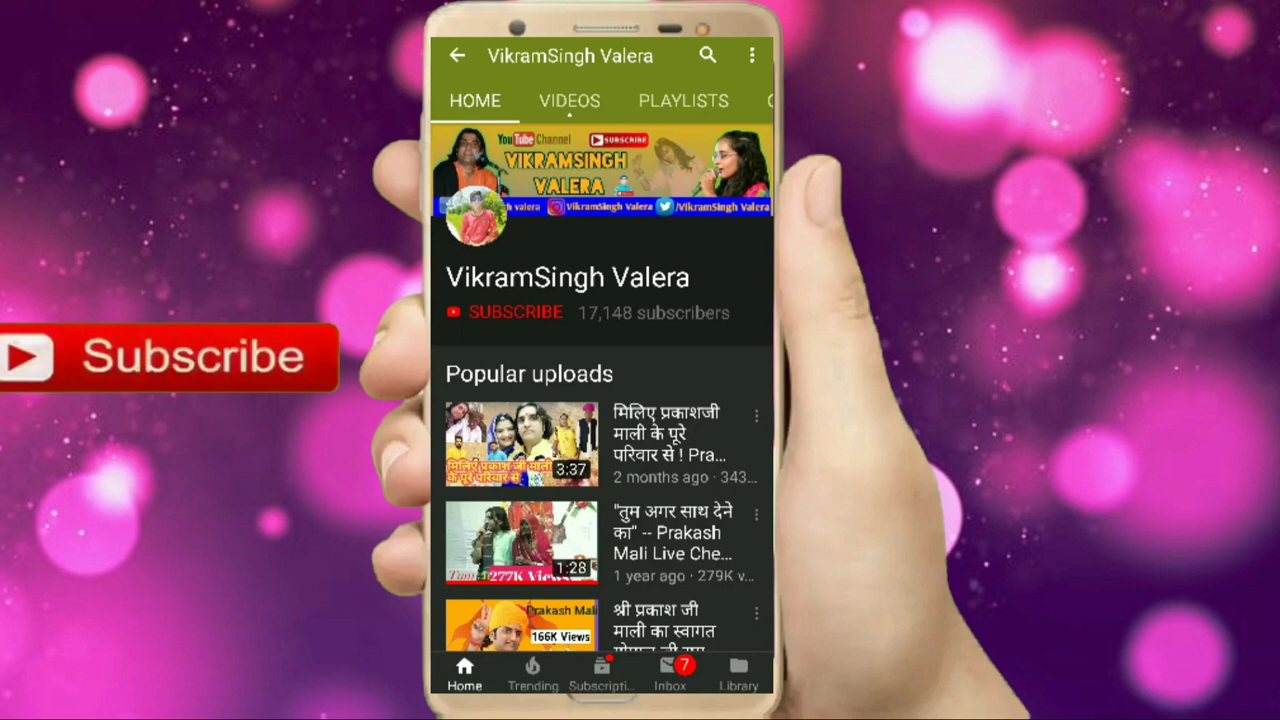 VikramSingh Valera
HOME VIDEOS PLAYLISTS
YouTube Channel SUBSCRIBE
VIKRAMSINGH
VALERA
valera VikramSingh Valera /VikramSingh Valera
VikramSingh Valera
SUBSCRIBE 17,148 subscribers
Subscribe
Popular uploads
मिलिए प्रकाशजी
माली के पूरे
परिवार से ! Pra...
2 months ago · 343...
मिलिए प्रकाश जी माली
के पूरे परिवार से
3:37
"तुम अगर साथ देने
का" -- Prakash
Mali Live Che...
1 year ago · 279K v...
277K Views
1:28
श्री प्रकाश जी
माली का स्वागत
Prakash Mali
166K Views
Home Trending Subscripti... Inbox 7 Library